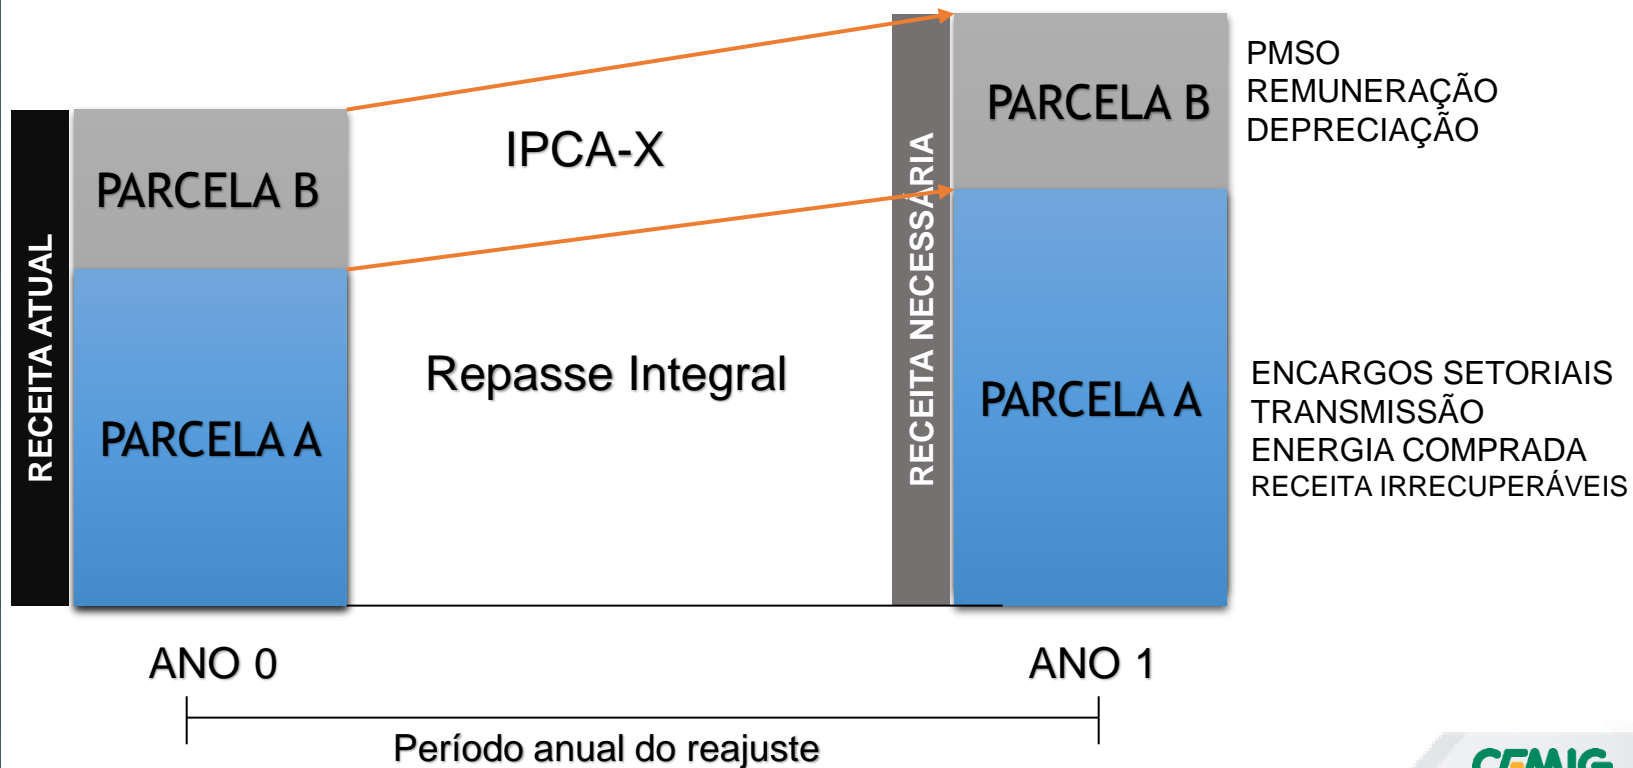 RECEITA ATUAL
PARCELA B
PARCELA A
IPCA-X
Repasse Integral
RECEITA NECESSÁRIA
PARCELA B
PARCELA A
PMSO
REMUNERAÇÃO
DEPRECIAÇÃO
ENCARGOS SETORIAIS
TRANSMISSÃO
ENERGIA COMPRADA
RECEITA IRRECUPERÁVEIS
ANO 0
ANO 1
Período anual do reajuste
CEMIG